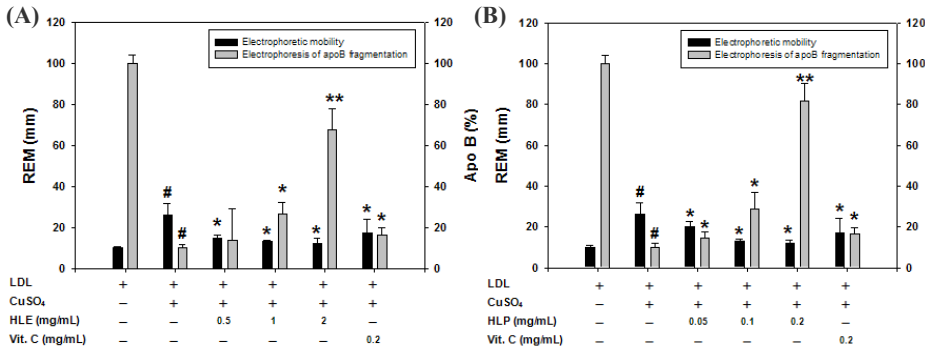 (A)
Electrophoretic mobility
Electrophoresis of apoB fragmentation
REM (mm)
120
100
80
60
40
20
0
Apo B (%)
120
100
80
60
40
20
0
# # * * * ** * *
LDL + + + + + +
CuSO₄ — + + + + +
HLE (mg/mL) — — 0.5 1 2 —
Vit. C (mg/mL) — — — — — 0.2
(B)
Electrophoretic mobility
Electrophoresis of apoB fragmentation
REM (mm)
120
100
80
60
40
20
0
120
100
80
60
40
20
0
# # * * * * * ** * *
LDL + + + + + +
CuSO₄ — + + + + +
HLP (mg/mL) — — 0.05 0.1 0.2 —
Vit. C (mg/mL) — — — — — 0.2